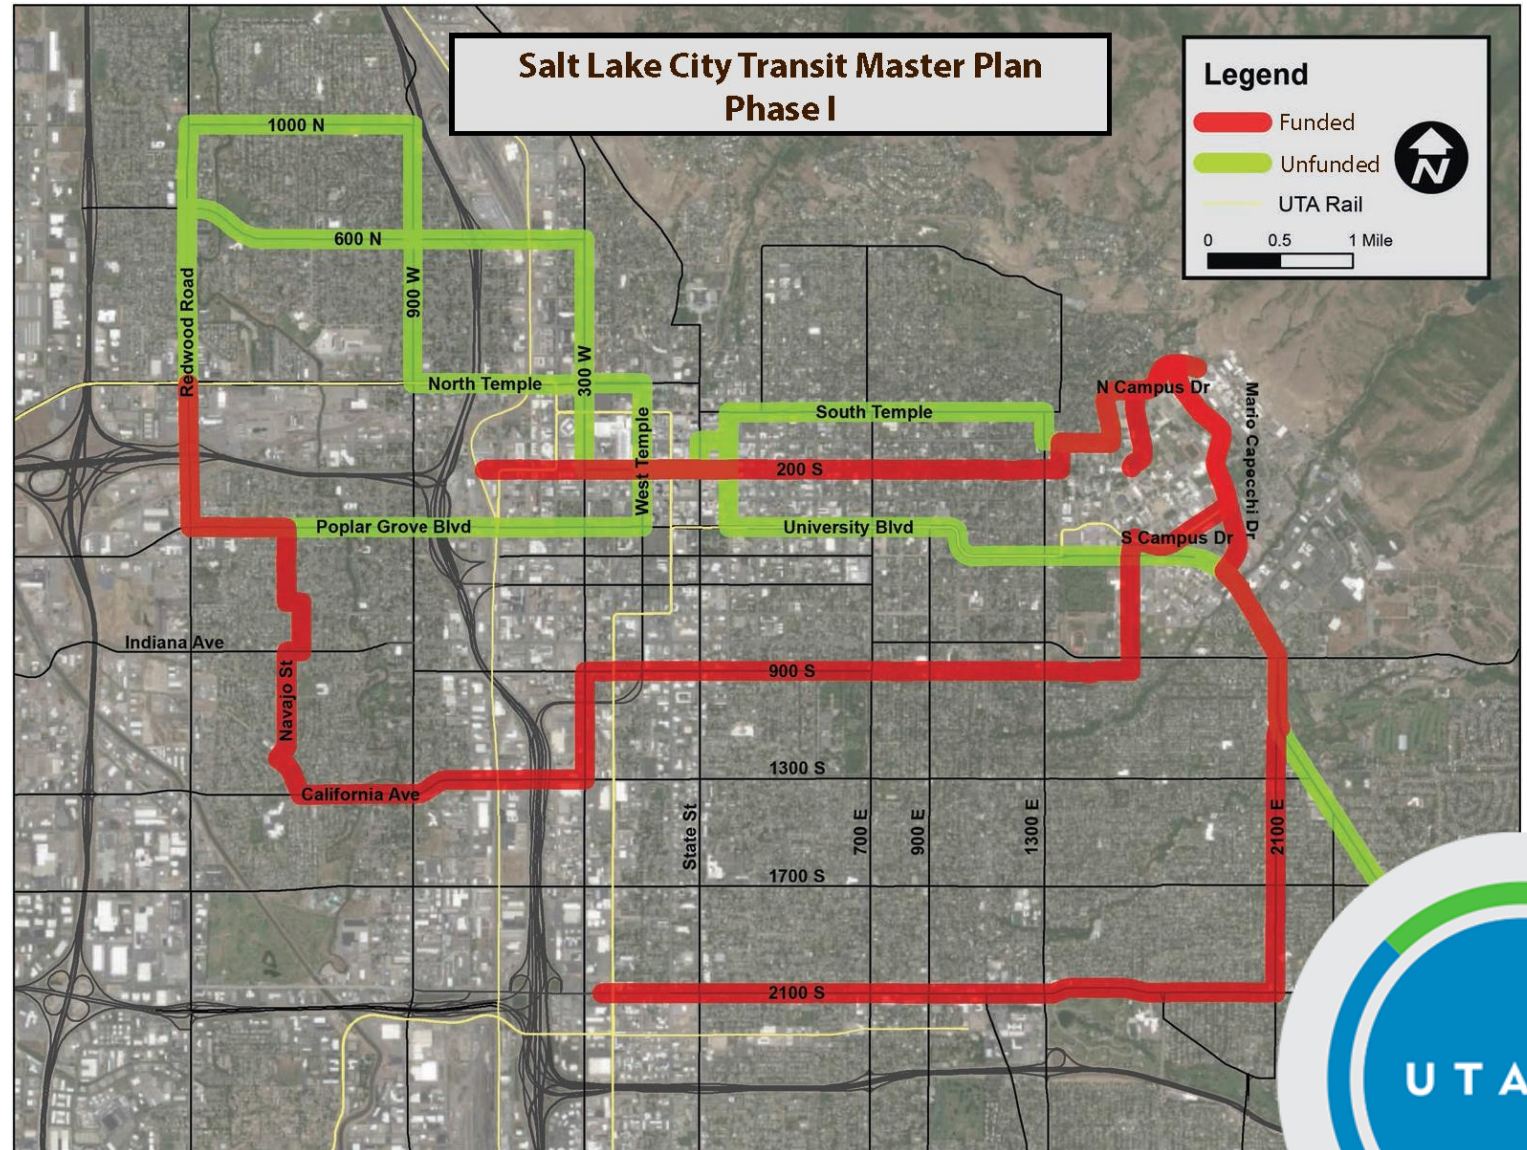 Salt Lake City Transit Master Plan
Phase I
Legend
Funded
Unfunded
UTA Rail
0 0.5 1 Mile
N
1000 N
600 N
Redwood Road
900 W
300 W
North Temple
West Temple
South Temple
N Campus Dr
Mario Capecchi Dr
200 S
Poplar Grove Blvd
University Blvd
S Campus Dr
Indiana Ave
Navajo St
900 S
California Ave
1300 S
State St
700 E
900 E
1300 E
2100 E
1700 S
2100 S
UTA